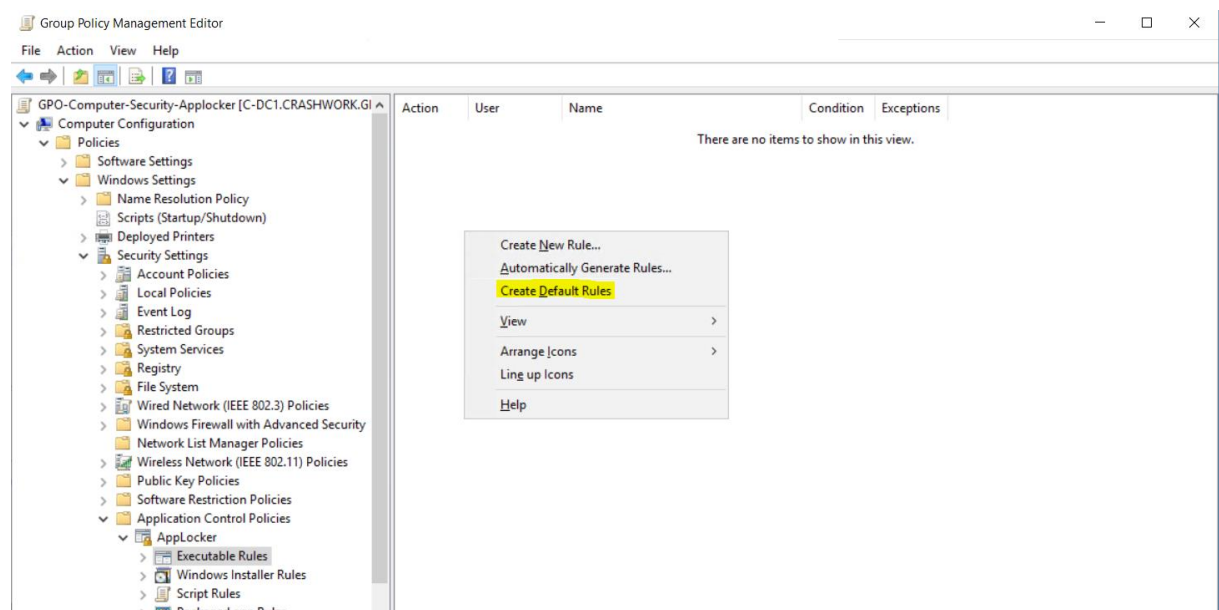 Group Policy Management Editor
File Action View Help
GPO-Computer-Security-Applocker [C-DC1.CRASHWORK.GI
Computer Configuration
Policies
Software Settings
Windows Settings
Name Resolution Policy
Scripts (Startup/Shutdown)
Deployed Printers
Security Settings
Account Policies
Local Policies
Event Log
Restricted Groups
System Services
Registry
File System
Wired Network (IEEE 802.3) Policies
Windows Firewall with Advanced Security
Network List Manager Policies
Wireless Network (IEEE 802.11) Policies
Public Key Policies
Software Restriction Policies
Application Control Policies
AppLocker
Executable Rules
Windows Installer Rules
Script Rules
Action User Name Condition Exceptions
There are no items to show in this view.
Create New Rule...
Automatically Generate Rules...
Create Default Rules
View
Arrange Icons
Line up Icons
Help